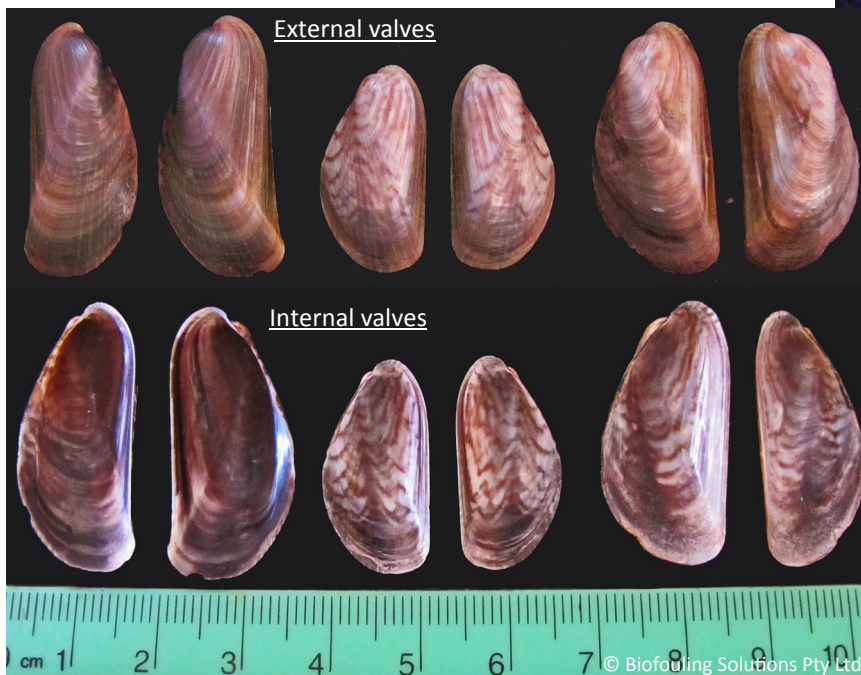 External valves
Internal valves
0 cm 1 2 3 4 5 6 7 8 9 10
© Biofouling Solutions Pty Ltd